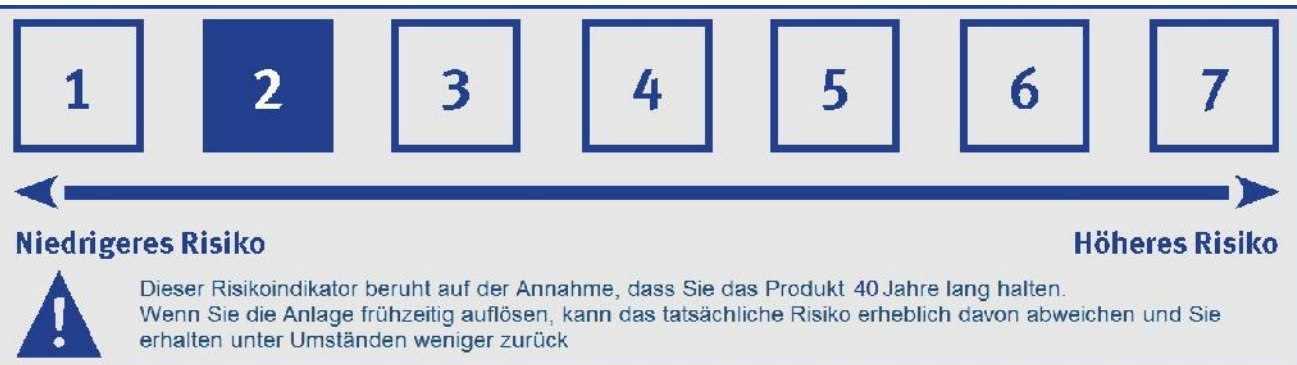 1 2 3 4 5 6 7
Niedrigeres Risiko Höheres Risiko
!
Dieser Risikoindikator beruht auf der Annahme, dass Sie das Produkt 40 Jahre lang halten.
Wenn Sie die Anlage frühzeitig auflösen, kann das tatsächliche Risiko erheblich davon abweichen und Sie
erhalten unter Umständen weniger zurück